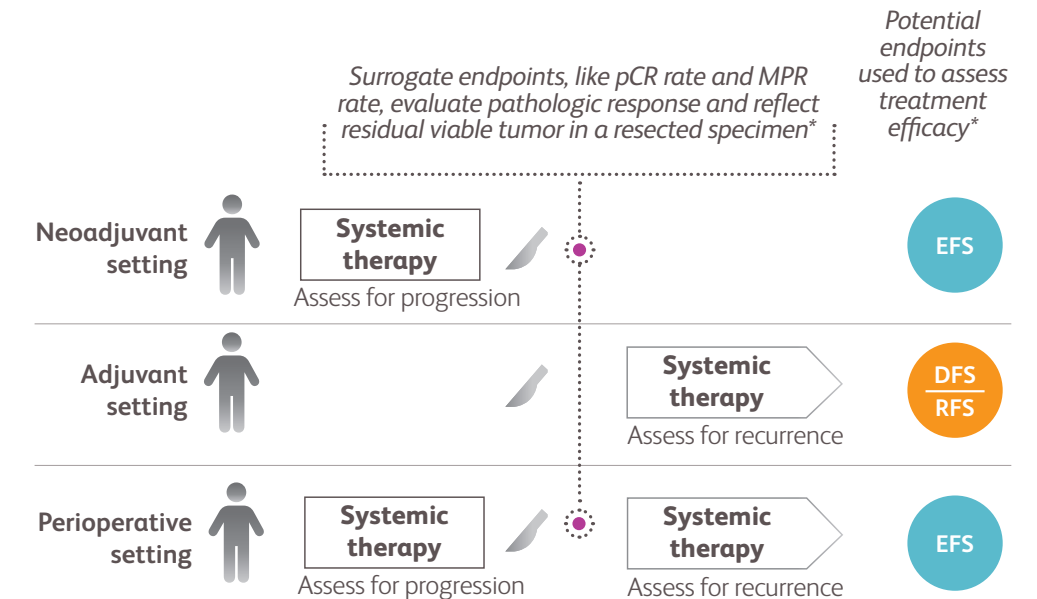 Surrogate endpoints, like pCR rate and MPR
rate, evaluate pathologic response and reflect
residual viable tumor in a resected specimen*
Potential
endpoints
used to assess
treatment
efficacy*
Neoadjuvant
setting
Systemic
therapy
Assess for progression
EFS
Adjuvant
setting
Systemic
therapy
Assess for recurrence
DFS
RFS
Perioperative
setting
Systemic
therapy
Assess for progression
Systemic
therapy
Assess for recurrence
EFS